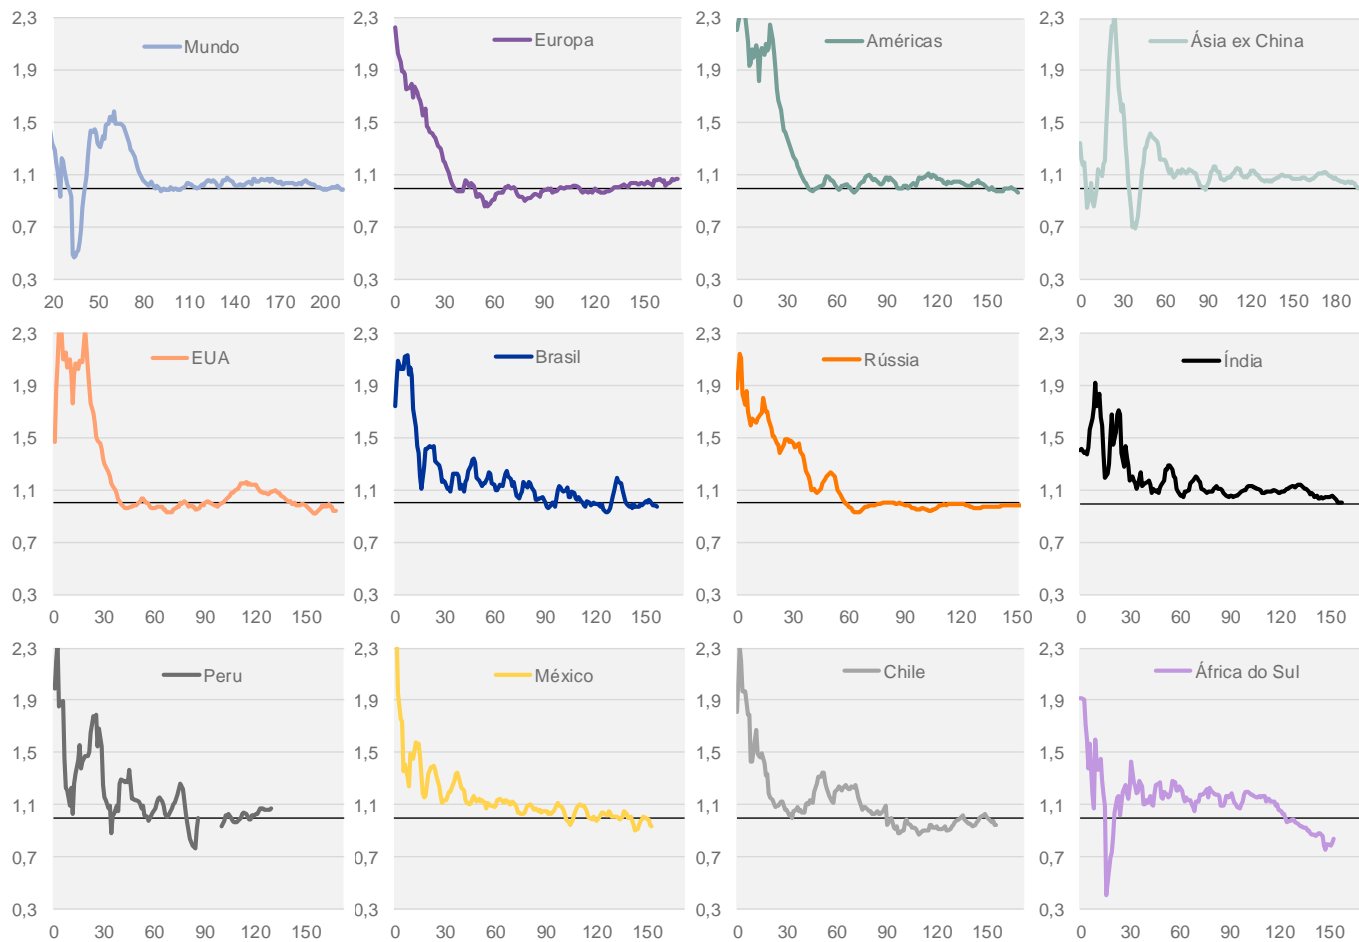 2,3 2,3 2,3 2,3
Mundo Europa Américas Ásia ex China
1,9 1,9 1,9 1,9
1,5 1,5 1,5 1,5
1,1 1,1 1,1 1,1
0,7 0,7 0,7 0,7
0,3 0,3 0,3 0,3
20 50 80 110 140 170 200 0 30 60 90 120 150 0 30 60 90 120 150 0 30 60 90 120 150 180
2,3 2,3 2,3 2,3
EUA Brasil Rússia Índia
1,9 1,9 1,9 1,9
1,5 1,5 1,5 1,5
1,1 1,1 1,1 1,1
0,7 0,7 0,7 0,7
0,3 0,3 0,3 0,3
0 30 60 90 120 150 0 30 60 90 120 150 0 30 60 90 120 150 0 30 60 90 120 150
2,3 2,3 2,3 2,3
Peru México Chile África do Sul
1,9 1,9 1,9 1,9
1,5 1,5 1,5 1,5
1,1 1,1 1,1 1,1
0,7 0,7 0,7 0,7
0,3 0,3 0,3 0,3
0 30 60 90 120 150 0 30 60 90 120 150 0 30 60 90 120 150 0 30 60 90 120 150